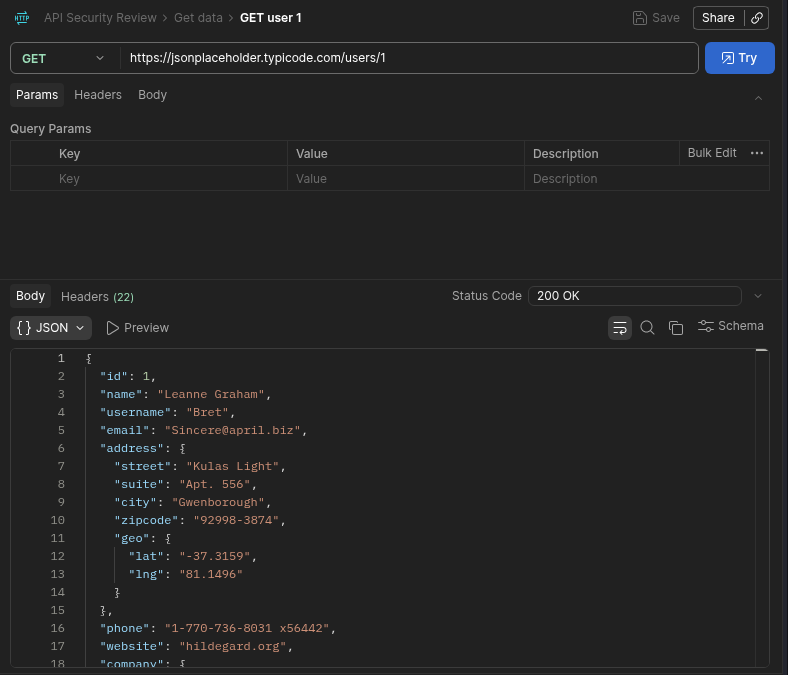 HTTP API Security Review > Get data > GET user 1 Save Share
GET https://jsonplaceholder.typicode.com/users/1 Try
Params Headers Body
Query Params
Key Value Description Bulk Edit ···
Key Value Description
Body Headers (22) Status Code 200 OK
{} JSON Preview Schema
1 {
2 "id": 1,
3 "name": "Leanne Graham",
4 "username": "Bret",
5 "email": "Sincere@april.biz",
6 "address": {
7 "street": "Kulas Light",
8 "suite": "Apt. 556",
9 "city": "Gwenborough",
10 "zipcode": "92998-3874",
11 "geo": {
12 "lat": "-37.3159",
13 "lng": "81.1496"
14 }
15 },
16 "phone": "1-770-736-8031 x56442",
17 "website": "hildegard.org",
18 "company": {